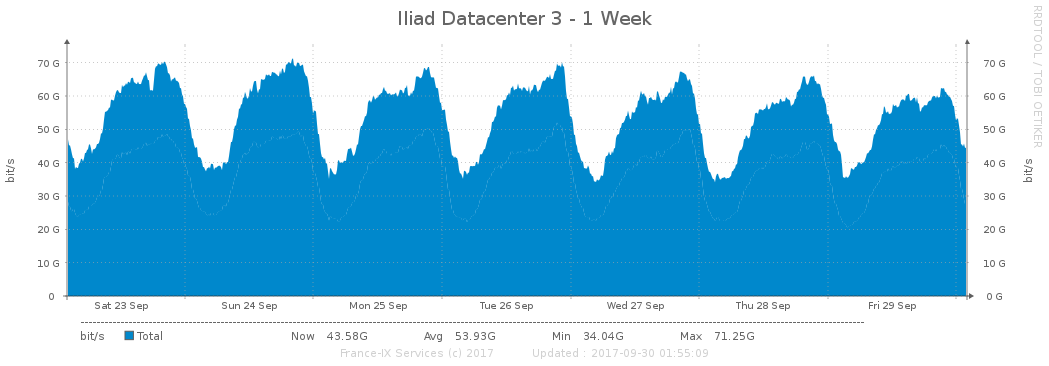 Iliad Datacenter 3 - 1 Week
RRDTOOL / TOBI OETIKER
bit/s
70 G 70 G
60 G 60 G
50 G 50 G
40 G 40 G
30 G 30 G
20 G 20 G
10 G 10 G
0 0 G
bit/s
Sat 23 Sep Sun 24 Sep Mon 25 Sep Tue 26 Sep Wed 27 Sep Thu 28 Sep Fri 29 Sep
bit/s Total Now 43.58G Avg 53.93G Min 34.04G Max 71.25G
France-IX Services (c) 2017 Updated : 2017-09-30 01:55:09